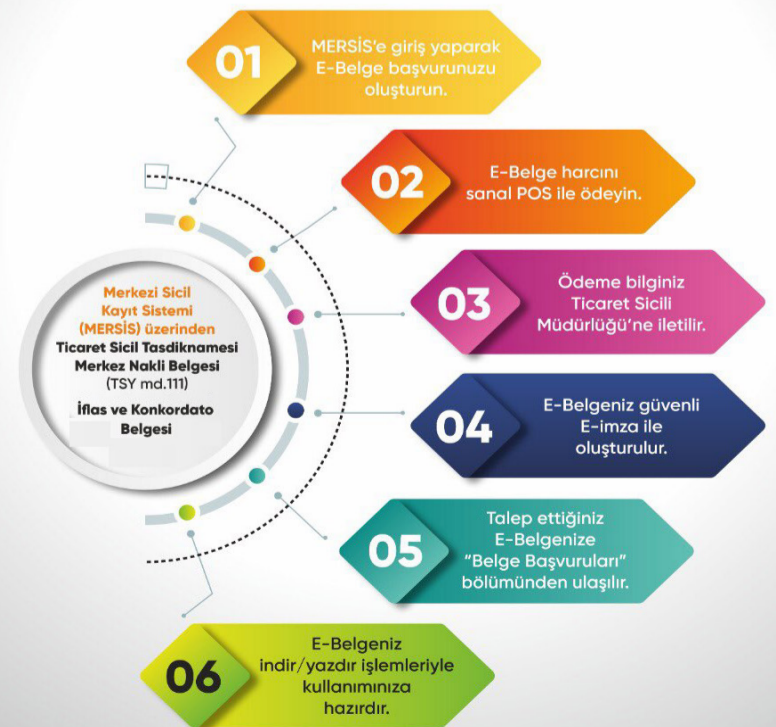 01
MERSİS'e giriş yaparak
E-Belge başvurunuzu
oluşturun.
02
E-Belge harcını
sanal POS ile ödeyin.
03
Ödeme bilginiz
Ticaret Sicili
Müdürlüğü'ne iletilir.
Merkezi Sicil
Kayıt Sistemi
(MERSİS) üzerinden
Ticaret Sicil Tasdiknamesi
Merkez Nakli Belgesi
(TSY md.111)
İflas ve Konkordato
Belgesi
04
E-Belgeniz güvenli
E-imza ile
oluşturulur.
05
Talep ettiğiniz
E-Belgenize
"Belge Başvuruları"
bölümünden ulaşılır.
06
E-Belgeniz
indir/yazdır işlemleriyle
kullanımınıza
hazırdır.